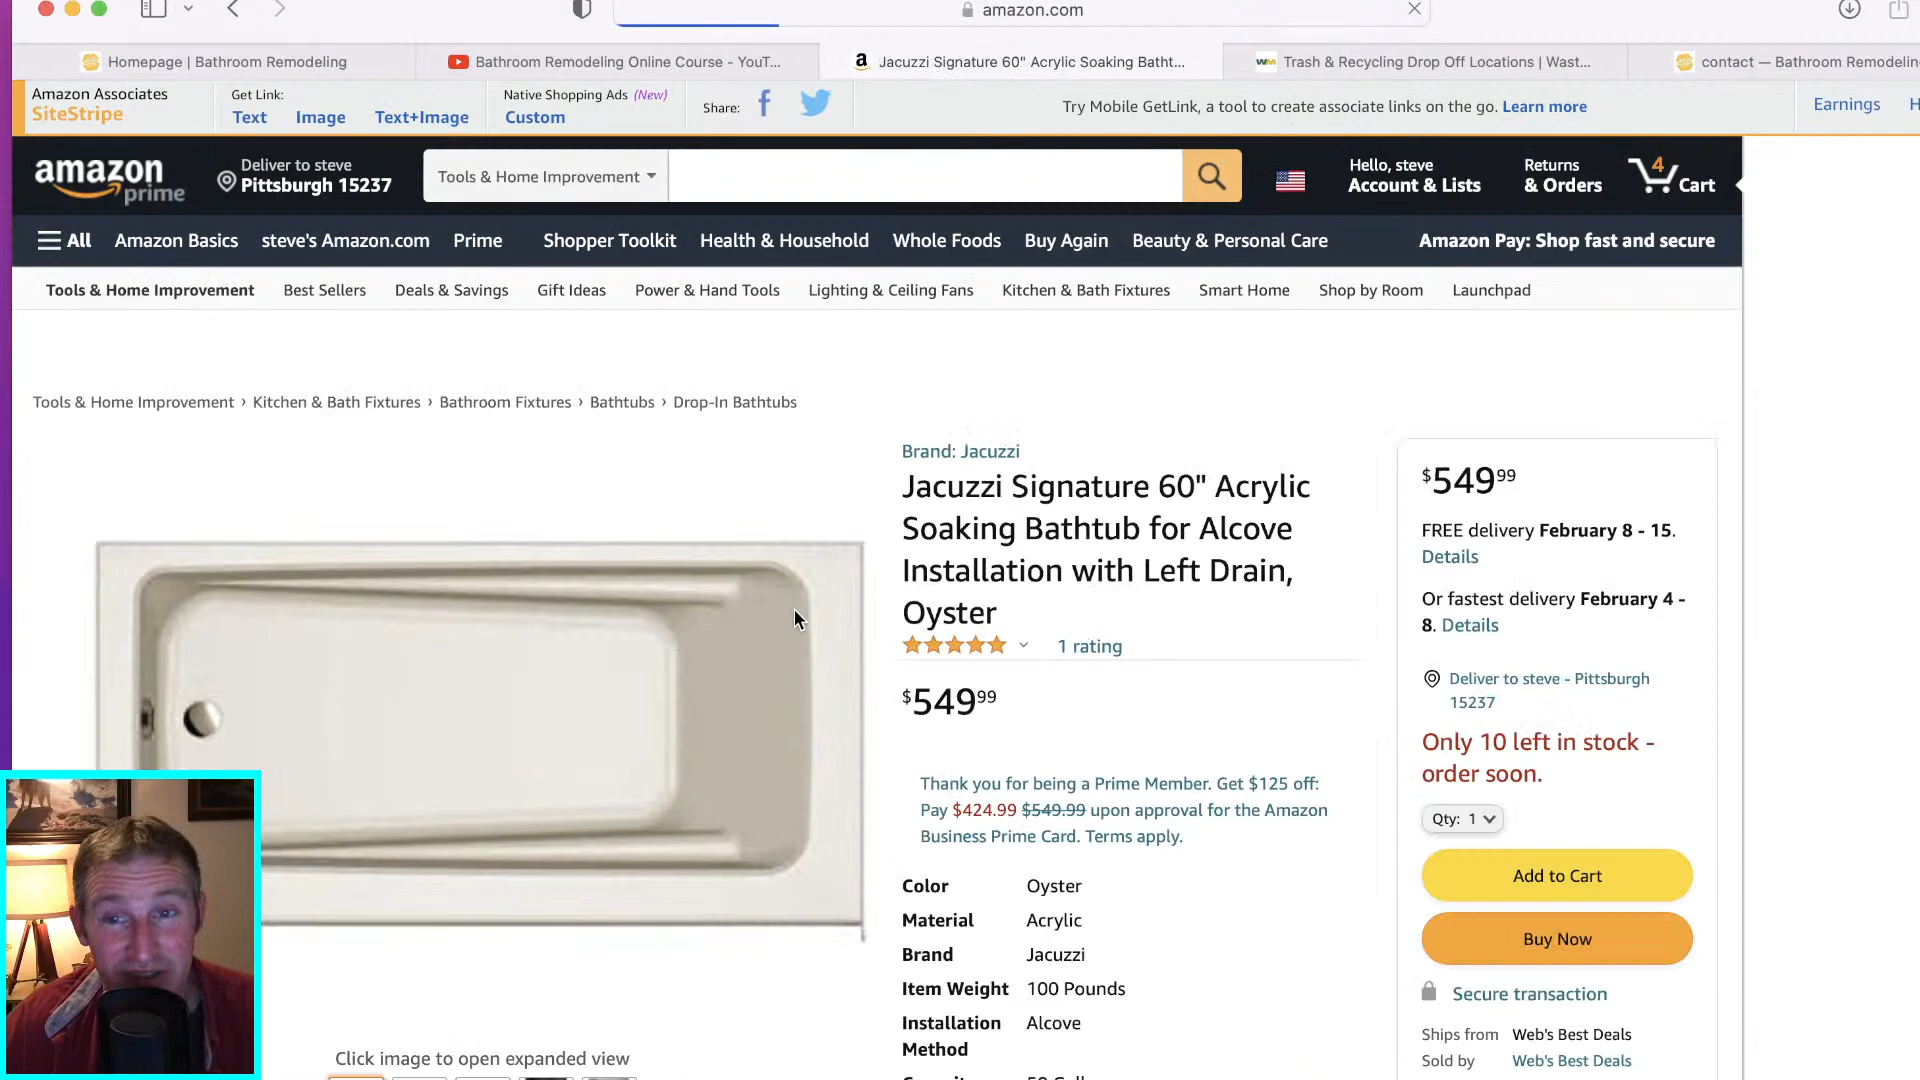 amazon.com
Homepage | Bathroom Remodeling
Bathroom Remodeling Online Course - YouT...
a
Jacuzzi Signature 60" Acrylic Soaking Batht...
Trash & Recycling Drop Off Locations | Wast...
contact — Bathroom Remodeling
Amazon Associates
SiteStripe
Get Link:
Text Image Text+Image
Native Shopping Ads (New)
Custom
Share:
Try Mobile GetLink, a tool to create associate links on the go. Learn more
Earnings
H
amazon
prime
Deliver to steve
Pittsburgh 15237
Tools & Home Improvement
Hello, steve
Account & Lists
Returns
& Orders
4
Cart
All Amazon Basics steve's Amazon.com Prime Shopper Toolkit Health & Household Whole Foods Buy Again Beauty & Personal Care Amazon Pay: Shop fast and secure
Tools & Home Improvement Best Sellers Deals & Savings Gift Ideas Power & Hand Tools Lighting & Ceiling Fans Kitchen & Bath Fixtures Smart Home Shop by Room Launchpad
Tools & Home Improvement › Kitchen & Bath Fixtures › Bathroom Fixtures › Bathtubs › Drop-In Bathtubs
Click image to open expanded view
Brand: Jacuzzi
Jacuzzi Signature 60" Acrylic
Soaking Bathtub for Alcove
Installation with Left Drain,
Oyster
1 rating
$549 99
Thank you for being a Prime Member. Get $125 off:
Pay $424.99 $549.99 upon approval for the Amazon
Business Prime Card. Terms apply.
Color Oyster
Material Acrylic
Brand Jacuzzi
Item Weight 100 Pounds
Installation Alcove
Method
$549 99
FREE delivery February 8 - 15.
Details
Or fastest delivery February 4 -
8. Details
Deliver to steve - Pittsburgh
15237
Only 10 left in stock -
order soon.
Qty: 1
Add to Cart
Buy Now
Secure transaction
Ships from Web's Best Deals
Sold by Web's Best Deals